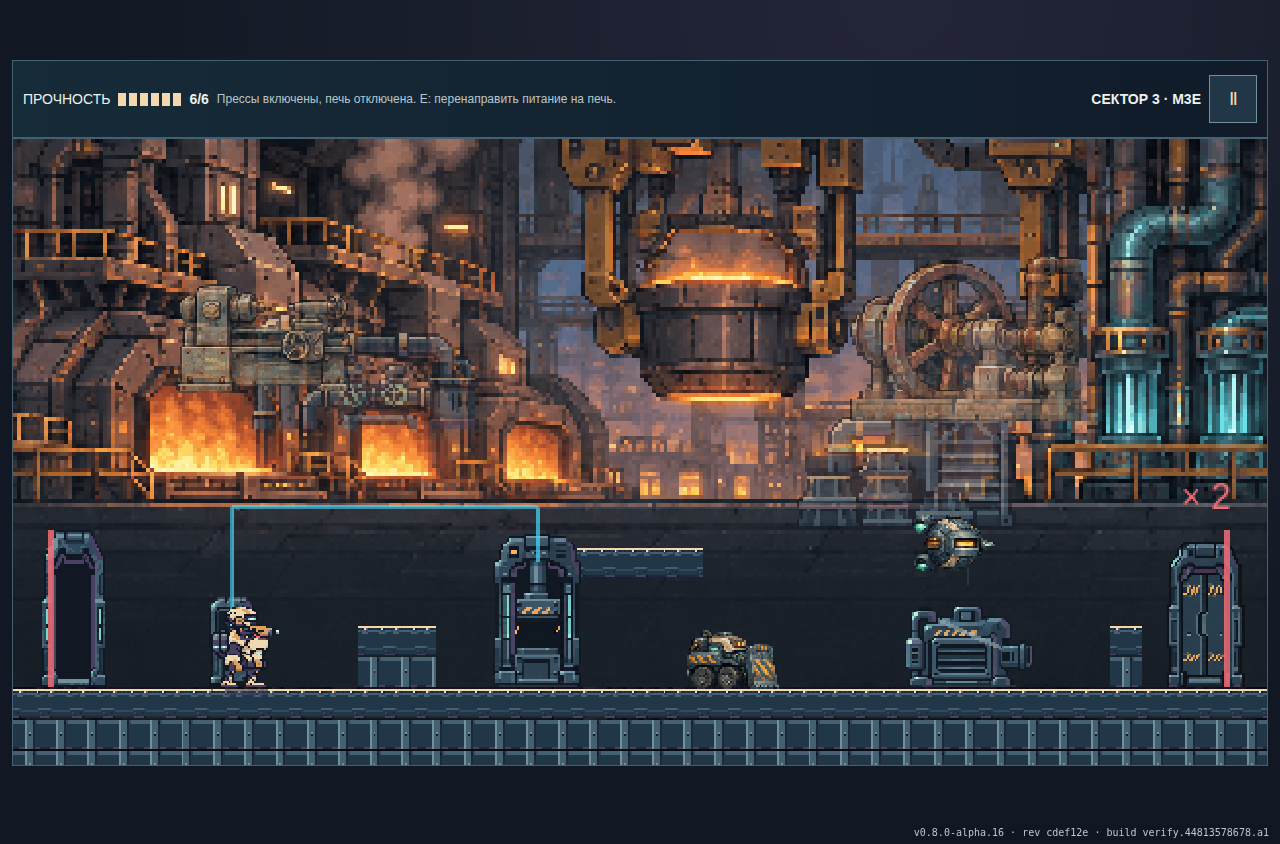 ПРОЧНОСТЬ 6/6 Прессы включены, печь отключена. E: перенаправить питание на печь. СЕКТОР 3 · МЗЕ
× 2
v0.8.0-alpha.16 · rev cdef12e · build verify.44813578678.a1